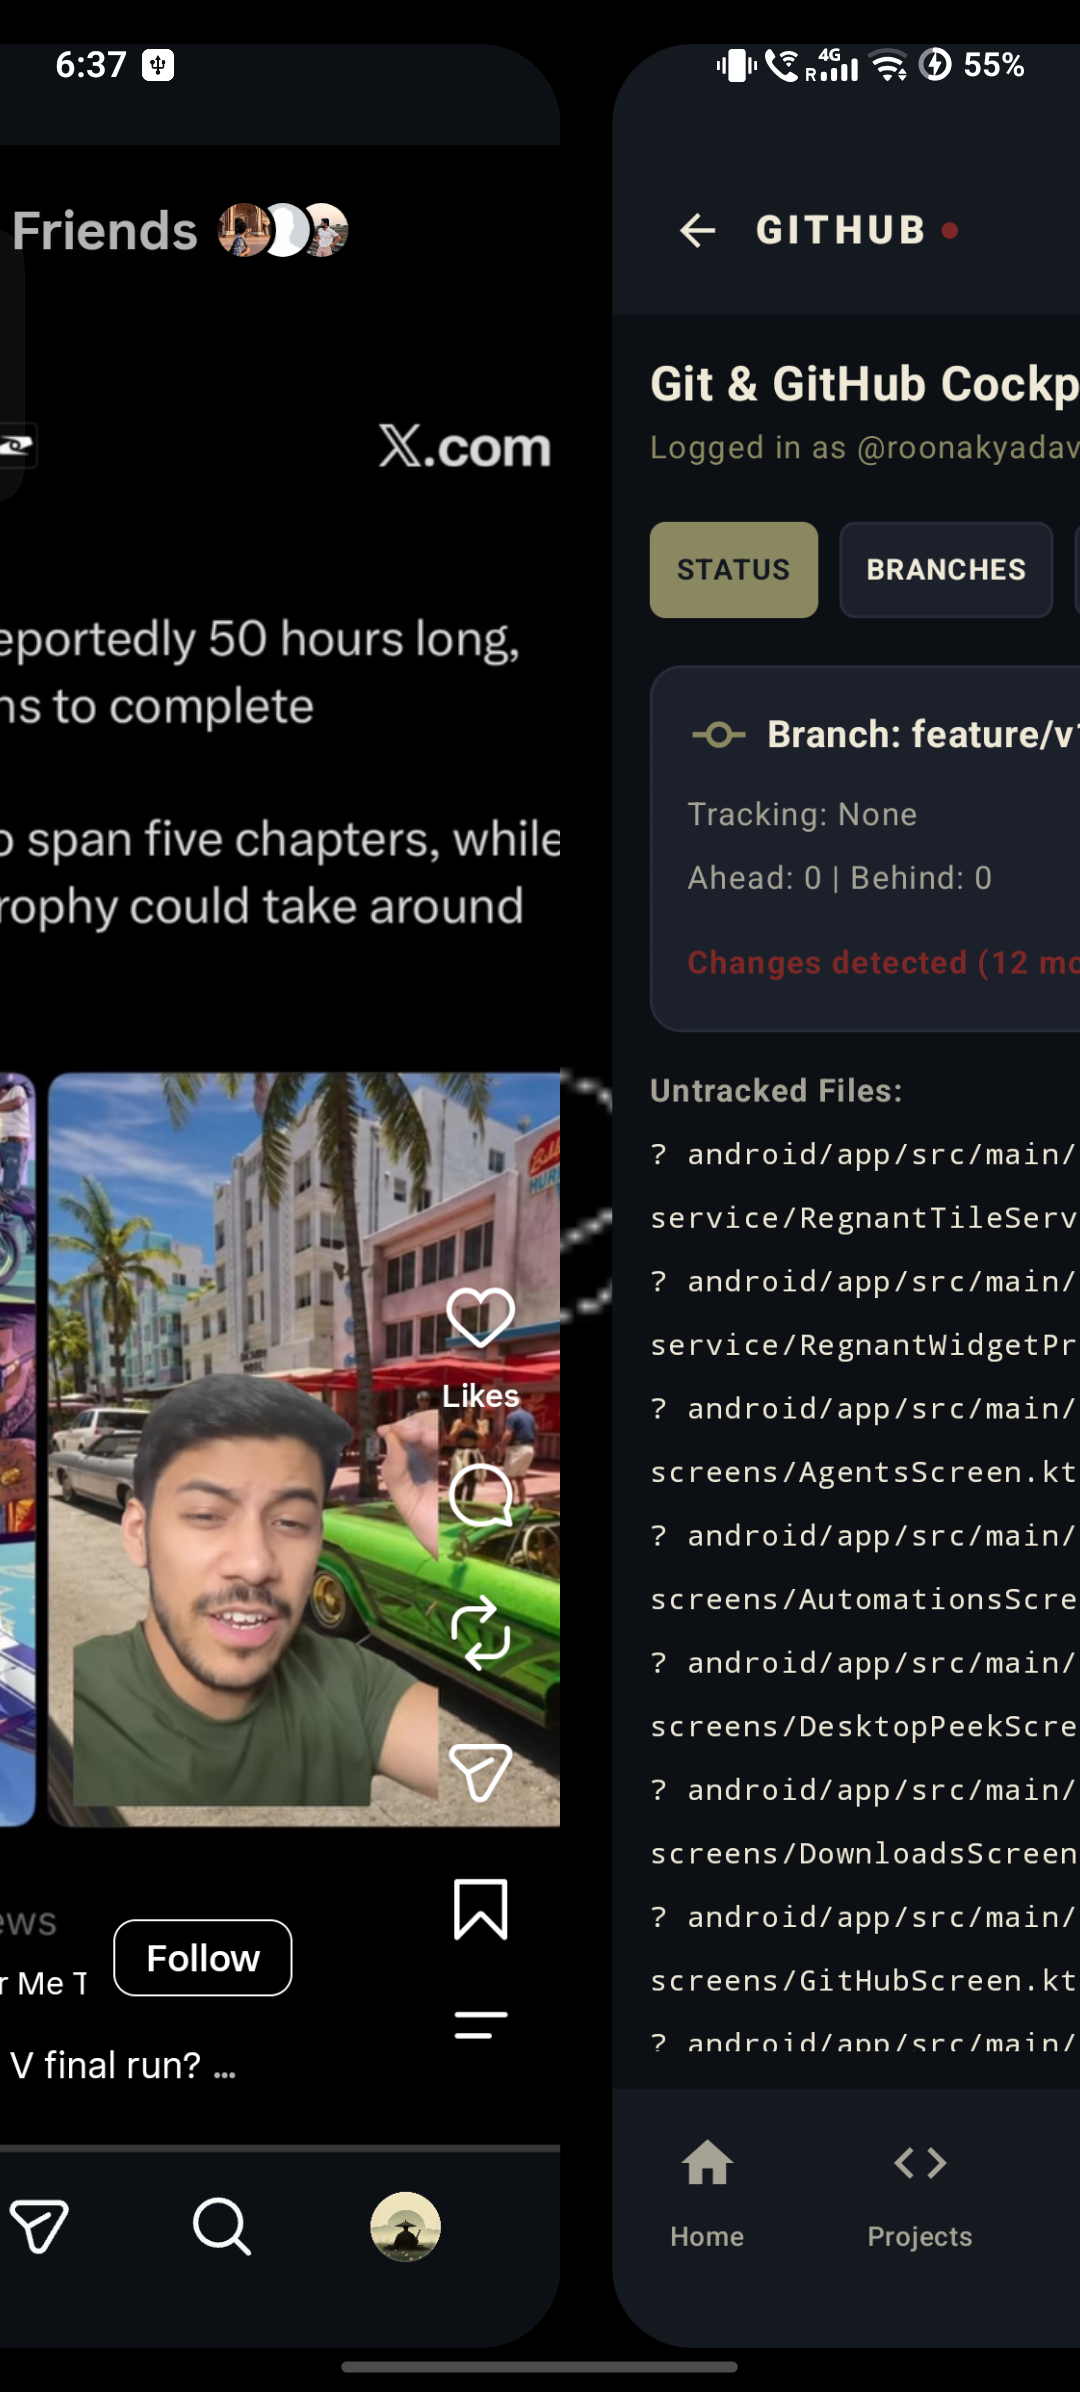 6:37
4G
R
55%
Friends
X.com
eportedly 50 hours long,
ns to complete
o span five chapters, while
rophy could take around
Likes
ews
r Me T
Follow
V final run? ...
GITHUB
Git & GitHub Cockp
Logged in as @roonakyadav
STATUS
BRANCHES
Branch: feature/v1
Tracking: None
Ahead: 0 | Behind: 0
Changes detected (12 mo
Untracked Files:
? android/app/src/main/
service/RegnantTileServ
? android/app/src/main/
service/RegnantWidgetPr
? android/app/src/main/
screens/AgentsScreen.kt
? android/app/src/main/
screens/AutomationsScre
? android/app/src/main/
screens/DesktopPeekScre
? android/app/src/main/
screens/DownloadsScreen
? android/app/src/main/
screens/GitHubScreen.kt
? android/app/src/main/
Home
Projects